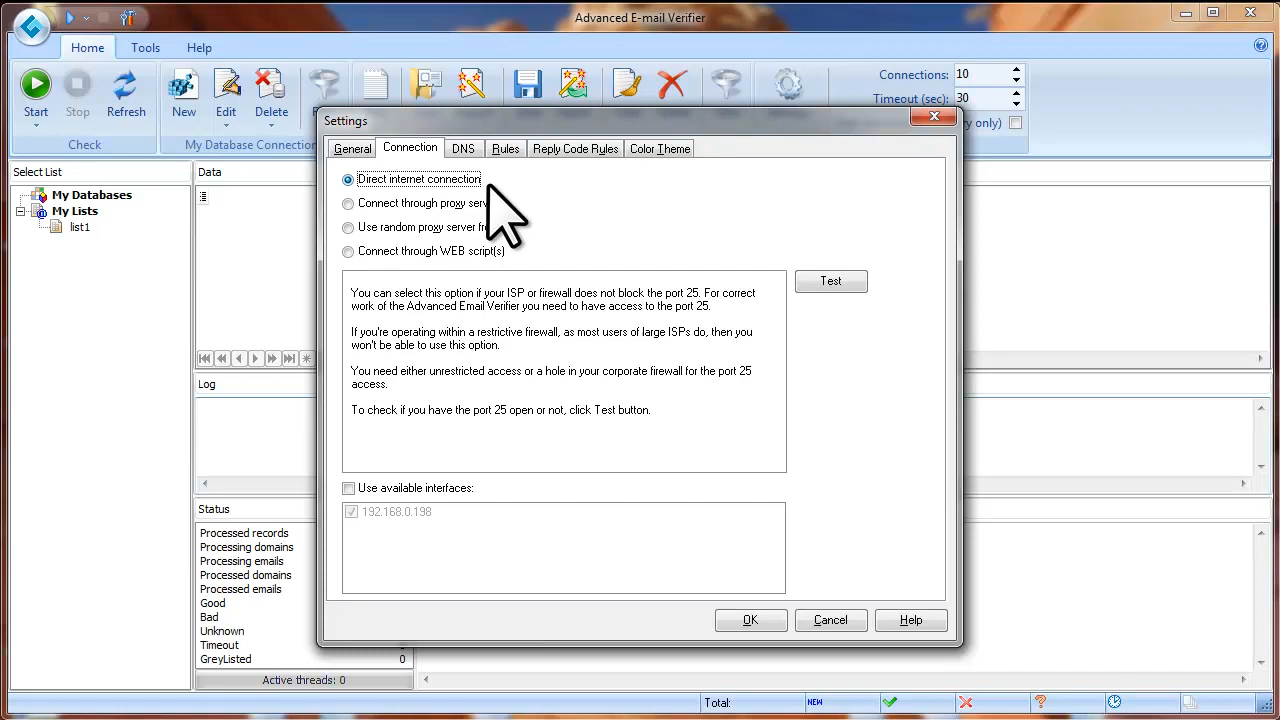 Advanced E-mail Verifier
Home Tools Help
Start Stop Refresh New Edit Delete
Connections: 10
Timeout (sec): 30
Check My Database Connection
Settings
General Connection DNS Rules Reply Code Rules Color Theme
Select List
My Databases
My Lists
list1
Data
Direct internet connection
Connect through proxy
Use random proxy server
Connect through WEB script(s)
You can select this option if your ISP or firewall does not block the port 25. For correct
work of the Advanced Email Verifier you need to have access to the port 25.
If you're operating within a restrictive firewall, as most users of large ISPs do, then you
won't be able to use this option.
You need either unrestricted access or a hole in your corporate firewall for the port 25
access.
To check if you have the port 25 open or not, click Test button.
Test
Use available interfaces:
192.168.0.198
OK Cancel Help
Log
Status
Processed records
Processing domains
Processing emails
Processed domains
Processed emails
Good
Bad
Unknown
Timeout
GreyListed 0
Active threads: 0
Total: NEW